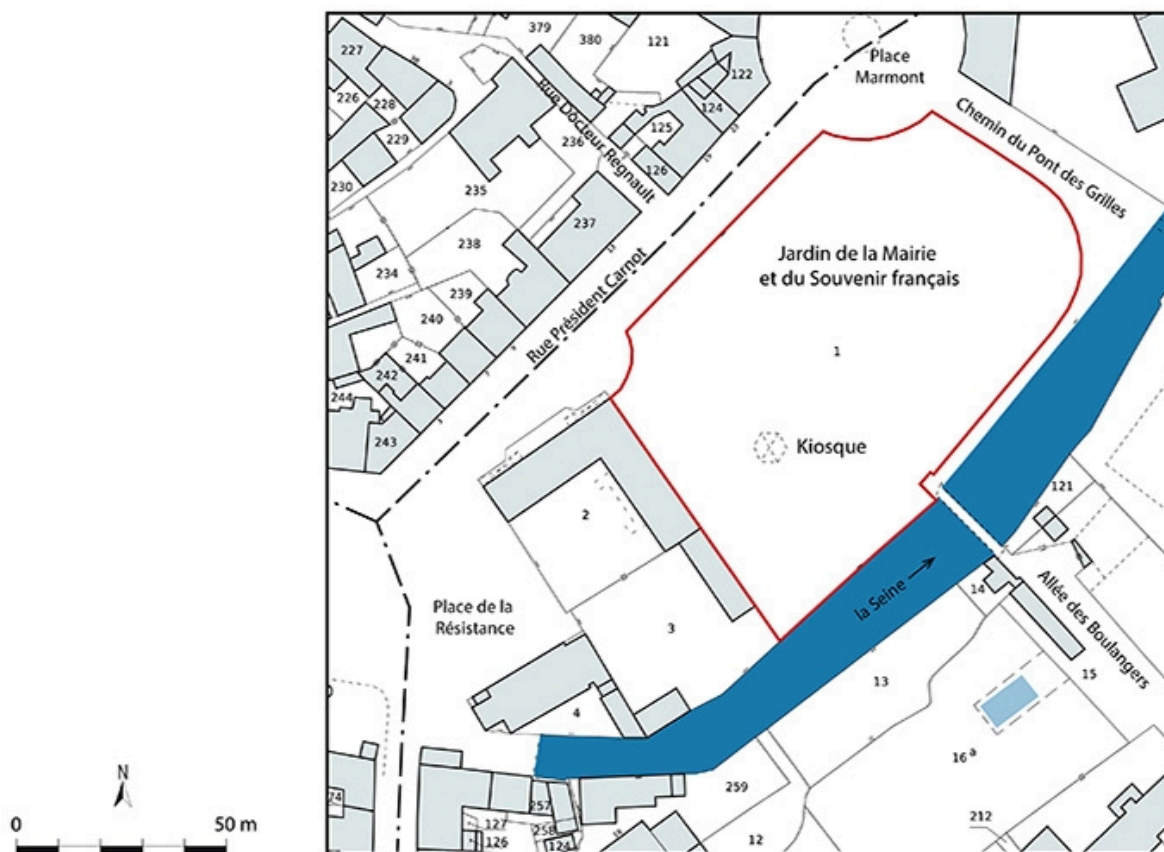 379
380
121
122
227
226
228
229
230
124
125
126
236
235
237
238
234
239
240
241
242
244
243
Place
Marmont
Chemin du Pont des Grilles
Rue Docteur Regnault
Rue Président Carnot
Jardin de la Mairie
et du Souvenir français
1
Kiosque
2
3
4
Place de la
Résistance
la Seine
121
14
Allée des Boulangers
15
13
16 a
259
12
212
257
258
127
126
124
74
N
0
50 m